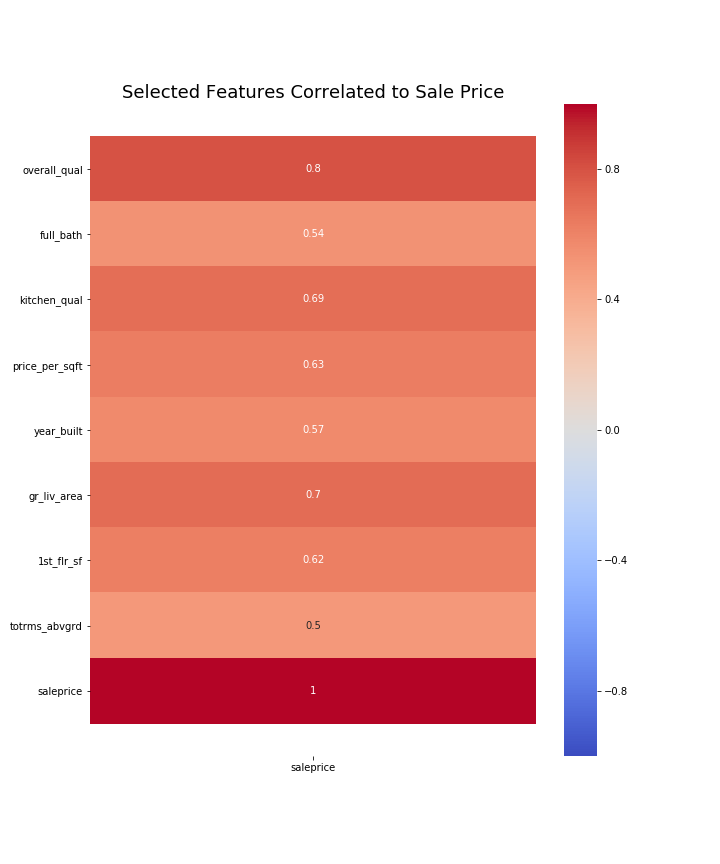 Selected Features Correlated to Sale Price
overall_qual 0.8
full_bath 0.54
kitchen_qual 0.69
price_per_sqft 0.63
year_built 0.57
gr_liv_area 0.7
1st_flr_sf 0.62
totrms_abvgrd 0.5
saleprice 1
saleprice
0.8
0.4
0.0
−0.4
−0.8